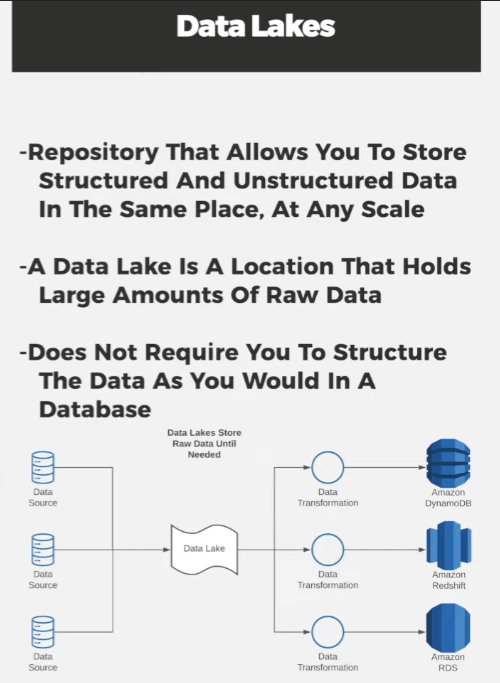 Data Lakes
-Repository That Allows You To Store
Structured And Unstructured Data
In The Same Place, At Any Scale
-A Data Lake Is A Location That Holds
Large Amounts Of Raw Data
-Does Not Require You To Structure
The Data As You Would In A
Database
Data Lakes Store
Raw Data Until
Needed
Data
Source
Data
Transformation
Amazon
DynamoDB
Data Lake
Data
Source
Data
Transformation
Amazon
Redshift
Data
Source
Data
Transformation
Amazon
RDS